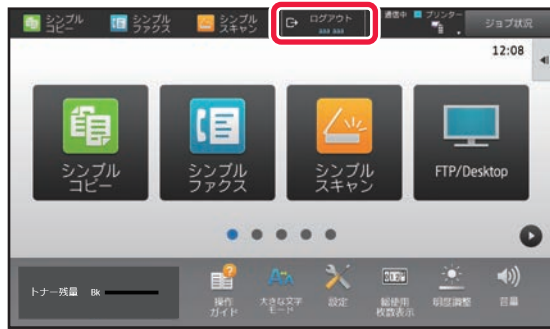 シンプル
コピー
シンプル
ファクス
シンプル
スキャン
ログアウト
aaa aaa
通信中
プリンター
ジョブ状況
12:08
シンプル
コピー
シンプル
ファクス
シンプル
スキャン
FTP/Desktop
トナー残量 Bk
操作
ガイド
大きな文字
モード
設定
総使用
枚数表示
明度調整
音量